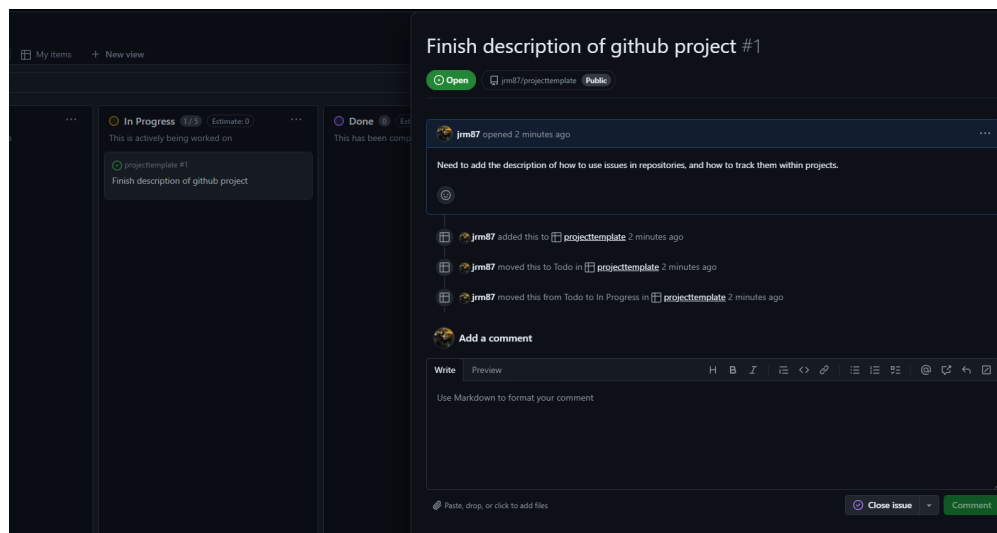 My items
+ New view
In Progress 1 / 5 Estimate: 0
This is actively being worked on
projecttemplate #1
Finish description of github project
Done 0 Est
This has been comp
Finish description of github project #1
Open
jrm87/projecttemplate Public
jrm87 opened 2 minutes ago
Need to add the description of how to use issues in repositories, and how to track them within projects.
jrm87 added this to projecttemplate 2 minutes ago
jrm87 moved this to Todo in projecttemplate 2 minutes ago
jrm87 moved this from Todo to In Progress in projecttemplate 2 minutes ago
Add a comment
Write Preview
Use Markdown to format your comment
Paste, drop, or click to add files
Close issue
Comment